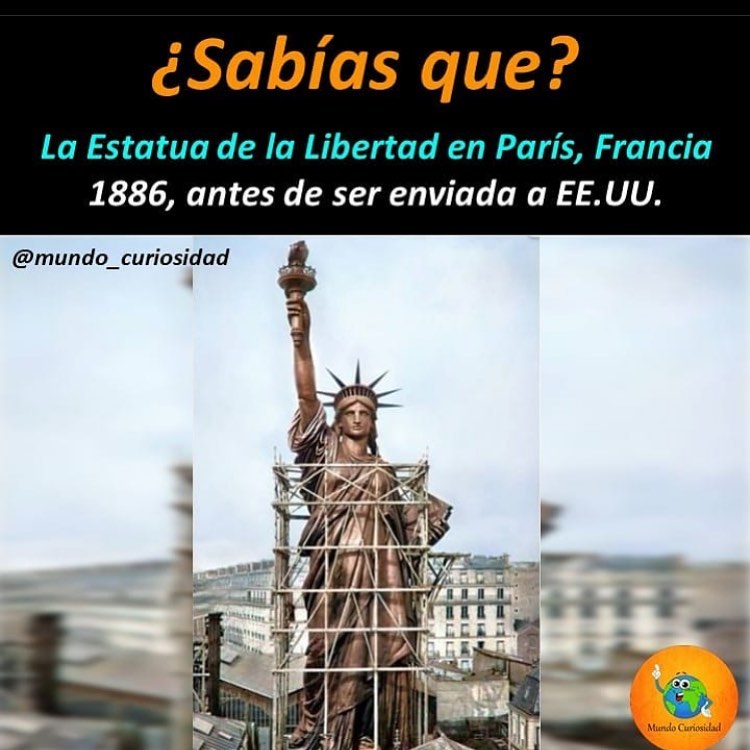 ¿Sabías que?
La Estatua de la Libertad en París, Francia
1886, antes de ser enviada a EE.UU.
@mundo_curiosidad
Mundo Curiosidad